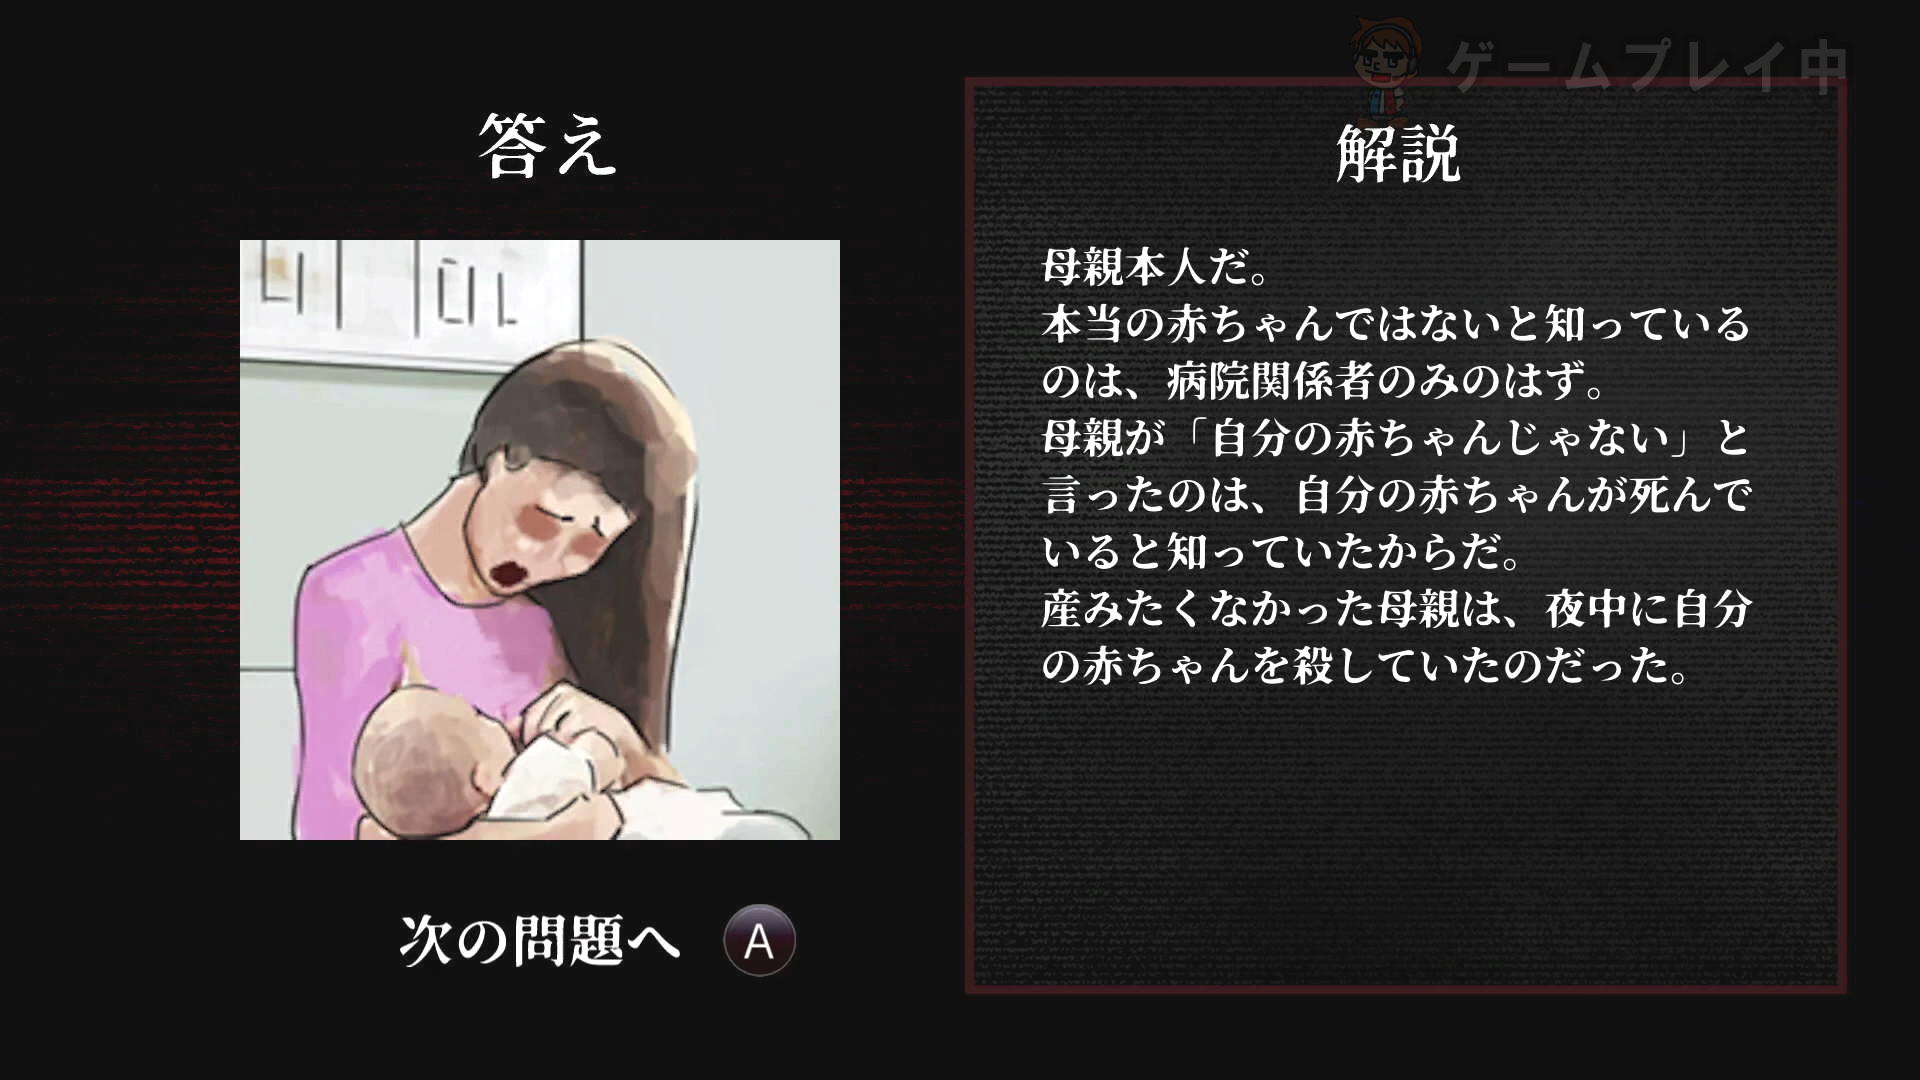 ゲームプレイ中
答え
解説
母親本人だ。
本当の赤ちゃんではないと知っている
のは、病院関係者のみのはず。
母親が「自分の赤ちゃんじゃない」と
言ったのは、自分の赤ちゃんが死んで
いると知っていたからだ。
産みたくなかった母親は、夜中に自分
の赤ちゃんを殺していたのだった。
次の問題へ A